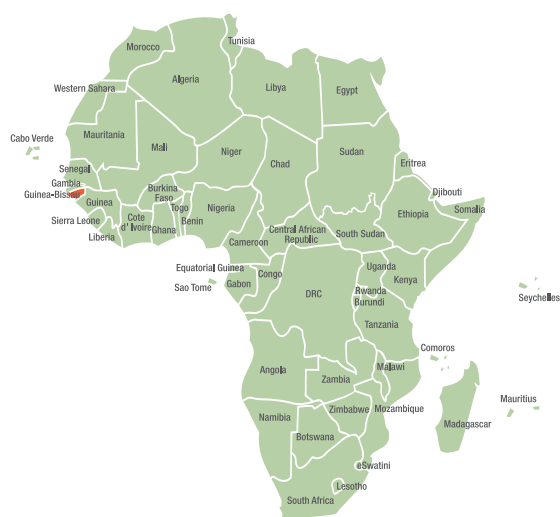 Tunisia
Morocco
Algeria
Libya
Egypt
Western Sahara
Mauritania
Cabo Verde
Mali
Niger
Chad
Sudan
Eritrea
Senegal
Gambia
Guinea-Bissau
Guinea
Burkina
Faso
Djibouti
Togo
Benin
Nigeria
Somalia
Ethiopia
Sierra Leone
Cote
d' Ivoire
Ghana
Liberia
Central African
Republic
South Sudan
Cameroon
Equatorial Guinea
Congo
Uganda
Kenya
Sao Tome
Gabon
DRC
Rwanda
Burundi
Seychelles
Tanzania
Comoros
Angola
Malawi
Zambia
Mauritius
Namibia
Zimbabwe
Mozambique
Madagascar
Botswana
eSwatini
Lesotho
South Africa